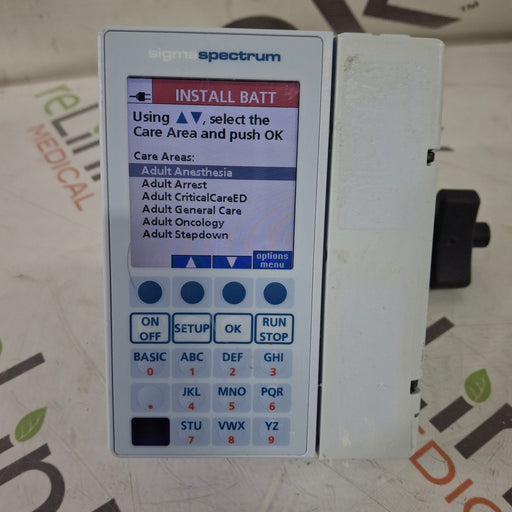 sigmaspectrum
INSTALL BATT
Using ▲▼, select the
Care Area and push OK
Care Areas:
Adult Anesthesia
Adult Arrest
Adult CriticalCareED
Adult General Care
Adult Oncology
Adult Stepdown
▲ ▼ options
menu
ON
OFF
SETUP
OK
RUN
STOP
BASIC ABC DEF GHI
0 1 2 3
JKL MNO PQR
. 4 5 6
STU VWX YZ
7 8 9
reLink
MEDICAL